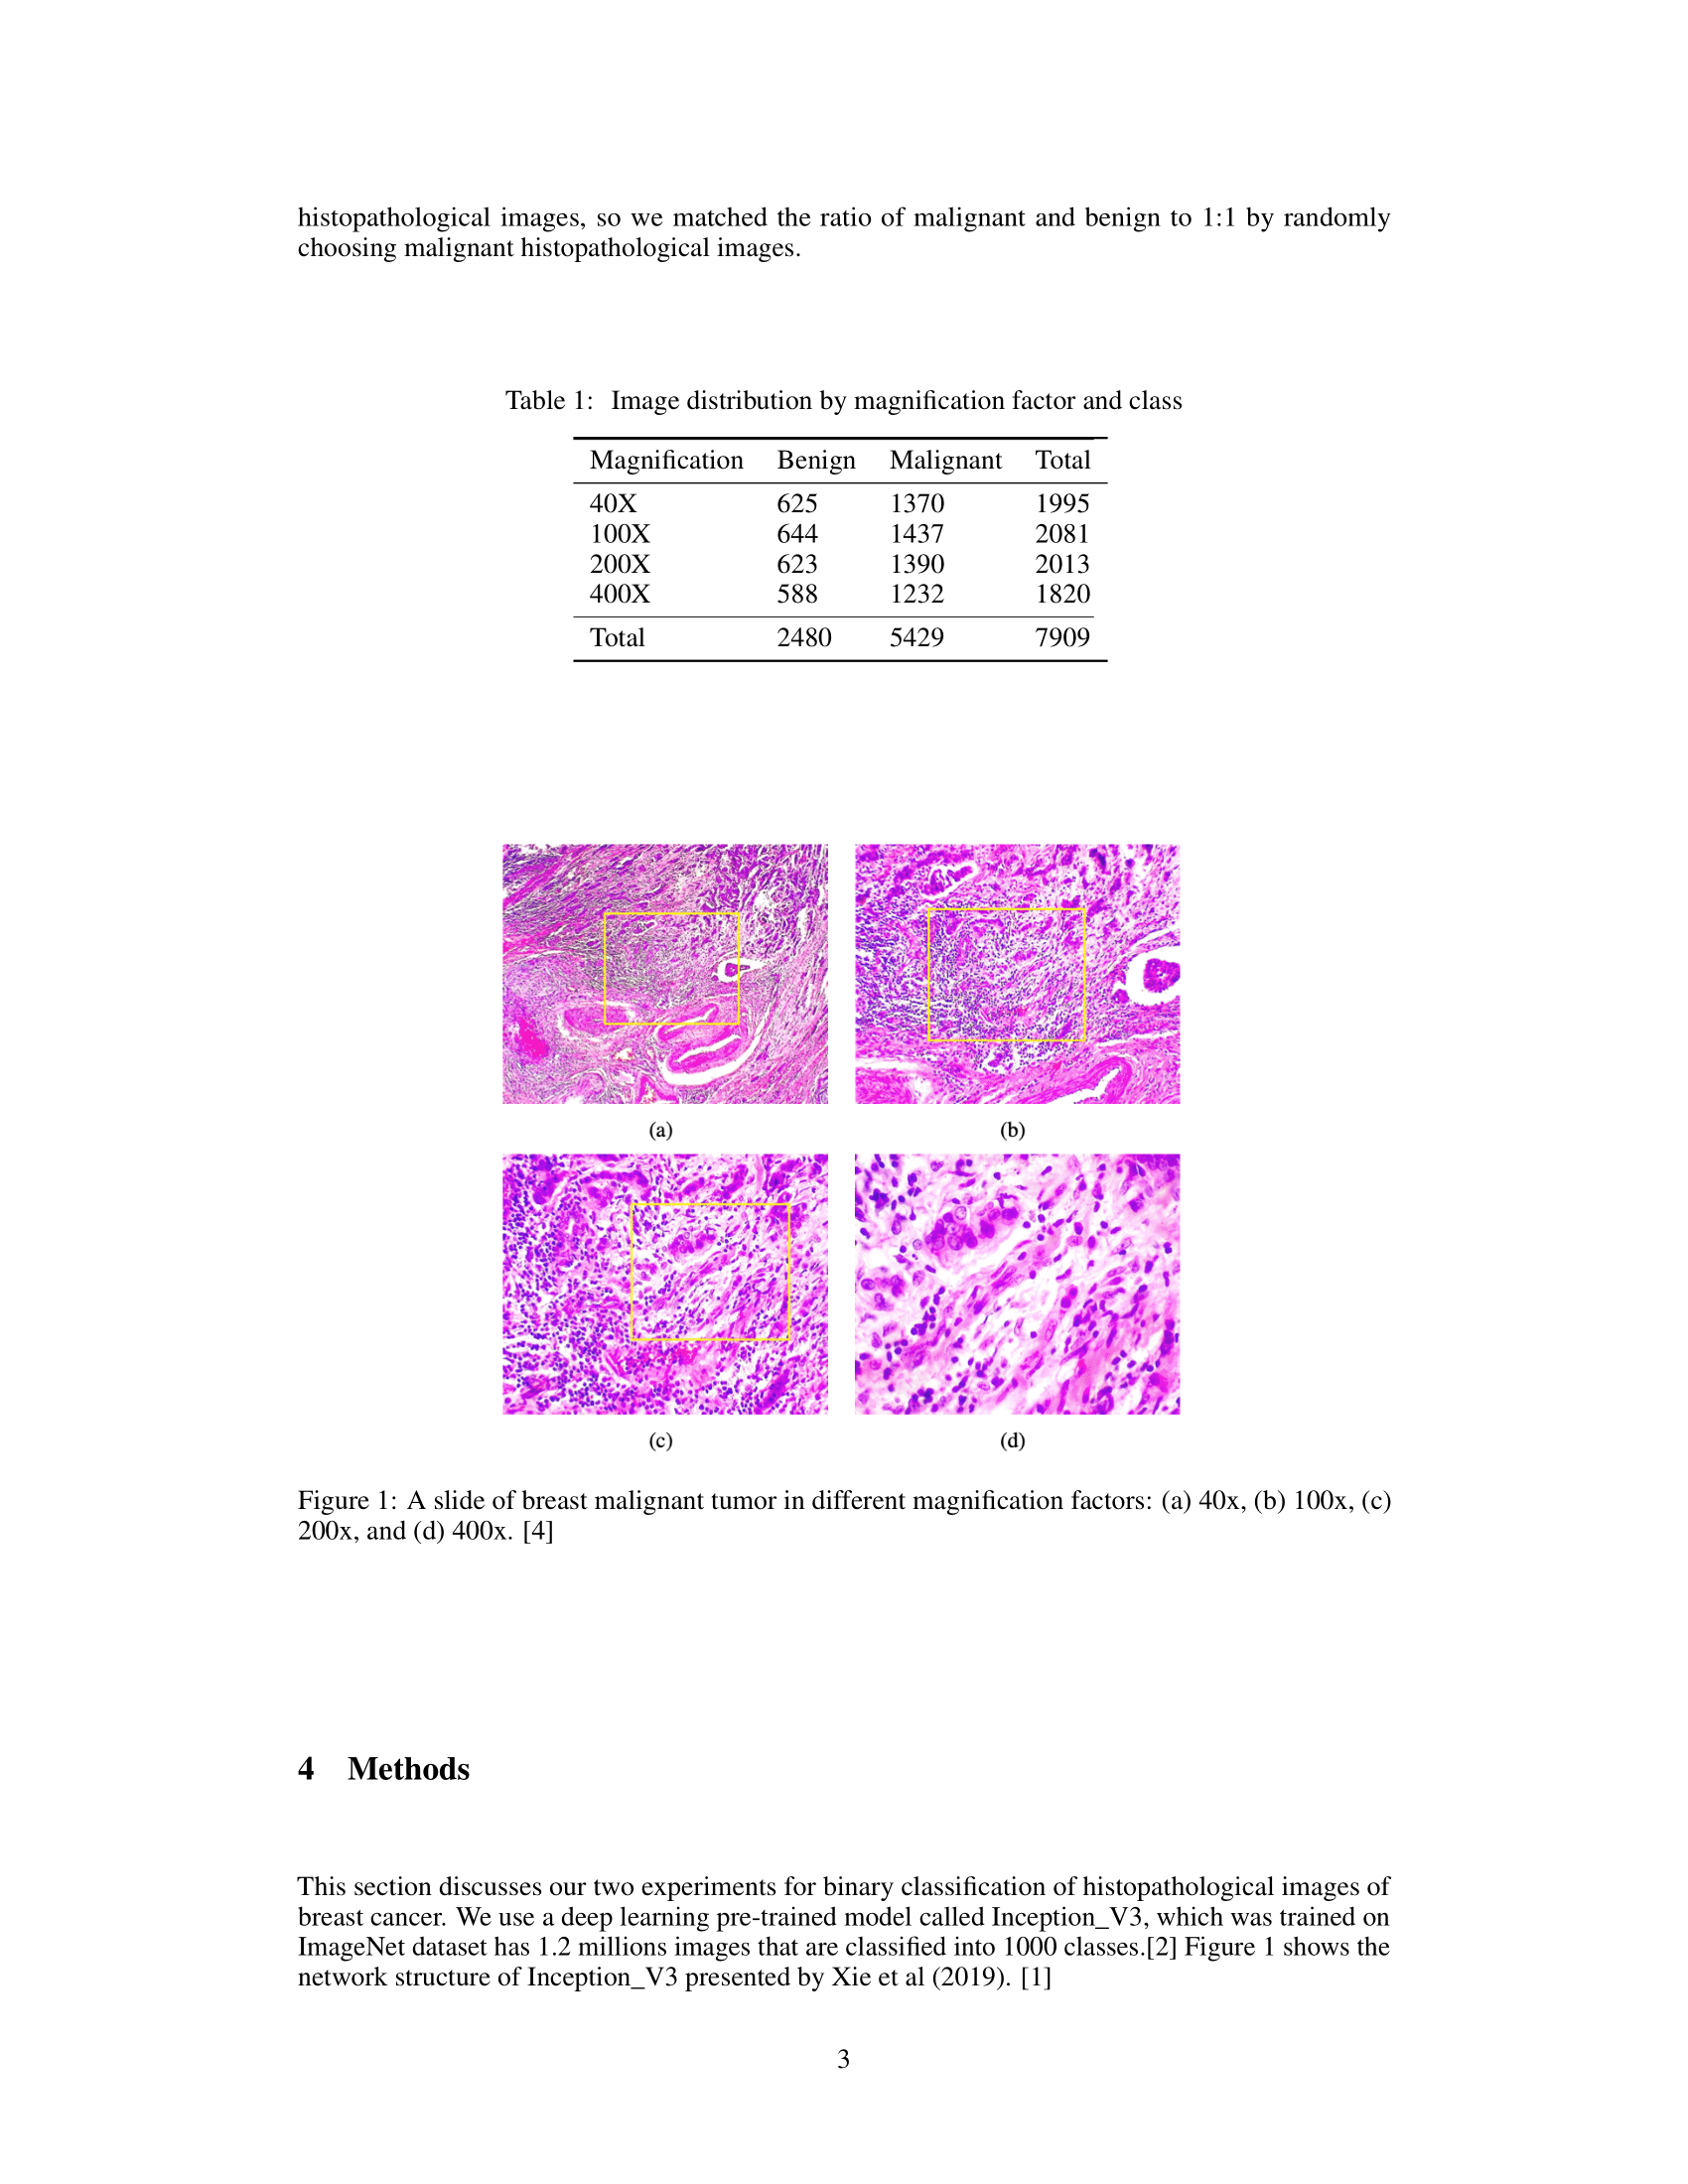 histopathological images, so we matched the ratio of malignant and benign to 1:1 by randomly
choosing malignant histopathological images.
Table 1: Image distribution by magnification factor and class
Magnification Benign Malignant Total
40X 625 1370 1995
100X 644 1437 2081
200X 623 1390 2013
400X 588 1232 1820
Total 2480 5429 7909
(a) (b)
(c) (d)
Figure 1: A slide of breast malignant tumor in different magnification factors: (a) 40x, (b) 100x, (c)
200x, and (d) 400x. [4]
4 Methods
This section discusses our two experiments for binary classification of histopathological images of
breast cancer. We use a deep learning pre-trained model called Inception_V3, which was trained on
ImageNet dataset has 1.2 millions images that are classified into 1000 classes.[2] Figure 1 shows the
network structure of Inception_V3 presented by Xie et al (2019). [1]
3